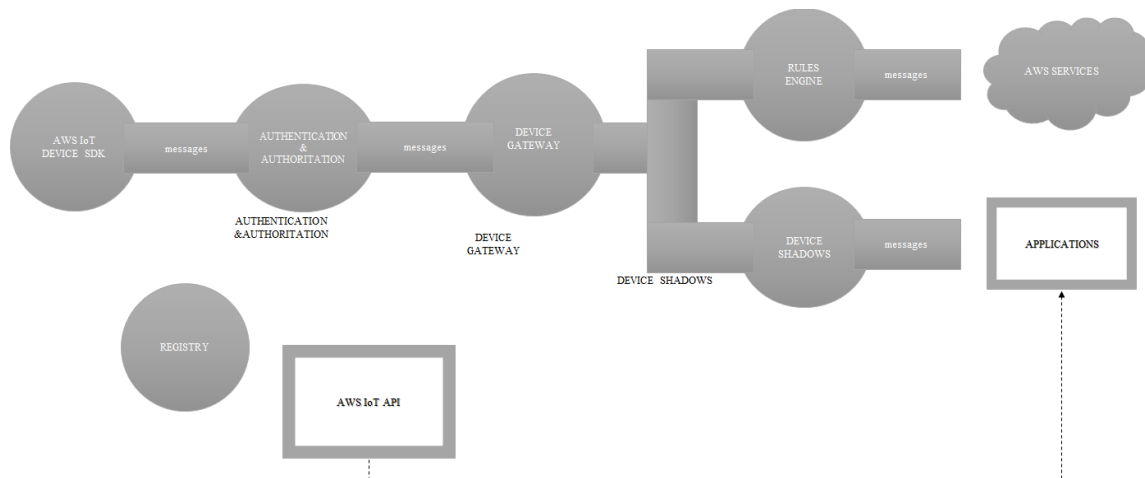 RULES
ENGINE
messages
AWS SERVICES
AWS IoT
DEVICE SDK
messages
AUTHENTICATION
&
AUTHORITATION
messages
DEVICE
GATEWAY
AUTHENTICATION
&AUTHORITATION
DEVICE
GATEWAY
DEVICE
SHADOWS
messages
APPLICATIONS
DEVICE SHADOWS
REGISTRY
AWS IoT API